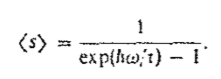 ⟨s⟩ = 1 / exp(ℏω/τ) − 1.